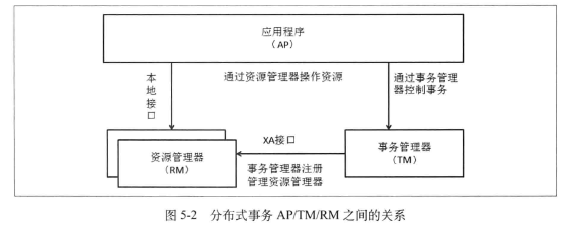 应用程序
（AP）
本地接口
通过资源管理器操作资源
通过事务管理
器控制事务
XA接口
资源管理器
（RM）
事务管理器
（TM）
事务管理器注册
管理资源管理器
图 5-2 分布式事务 AP/TM/RM 之间的关系